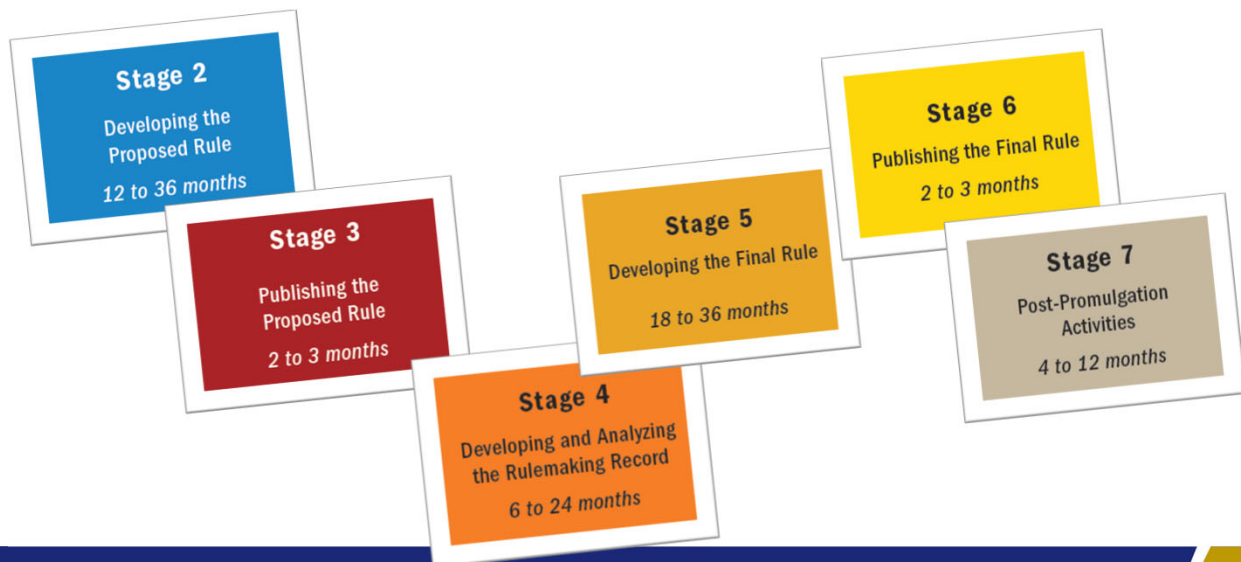 Stage 2
Developing the
Proposed Rule
12 to 36 months
Stage 3
Publishing the
Proposed Rule
2 to 3 months
Stage 4
Developing and Analyzing
the Rulemaking Record
6 to 24 months
Stage 5
Developing the Final Rule
18 to 36 months
Stage 6
Publishing the Final Rule
2 to 3 months
Stage 7
Post-Promulgation
Activities
4 to 12 months